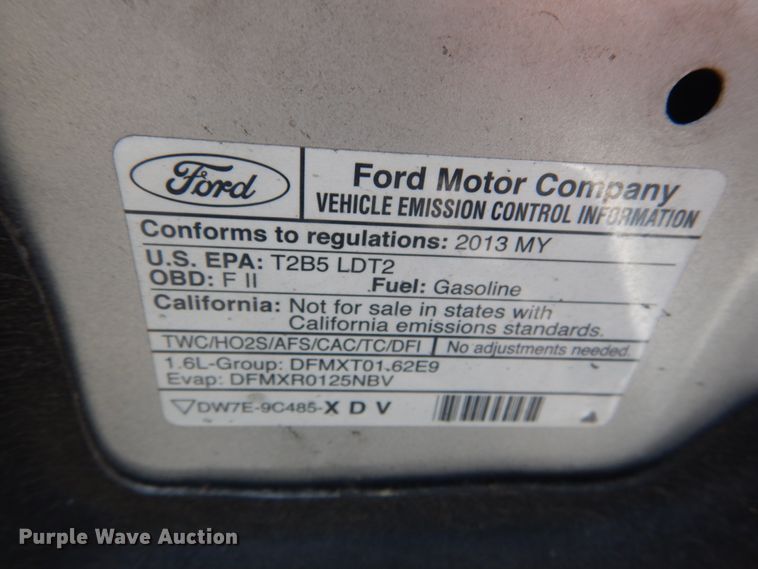 Ford
Ford Motor Company
VEHICLE EMISSION CONTROL INFORMATION
Conforms to regulations: 2013 MY
U.S. EPA: T2B5 LDT2
OBD: F II Fuel: Gasoline
California: Not for sale in states with
California emissions standards.
TWC/HO2S/AFS/CAC/TC/DFI No adjustments needed.
1.6L-Group: DFMXT01.62E9
Evap: DFMXR0125NBV
DW7E-9C485-X D V
Purple Wave Auction®